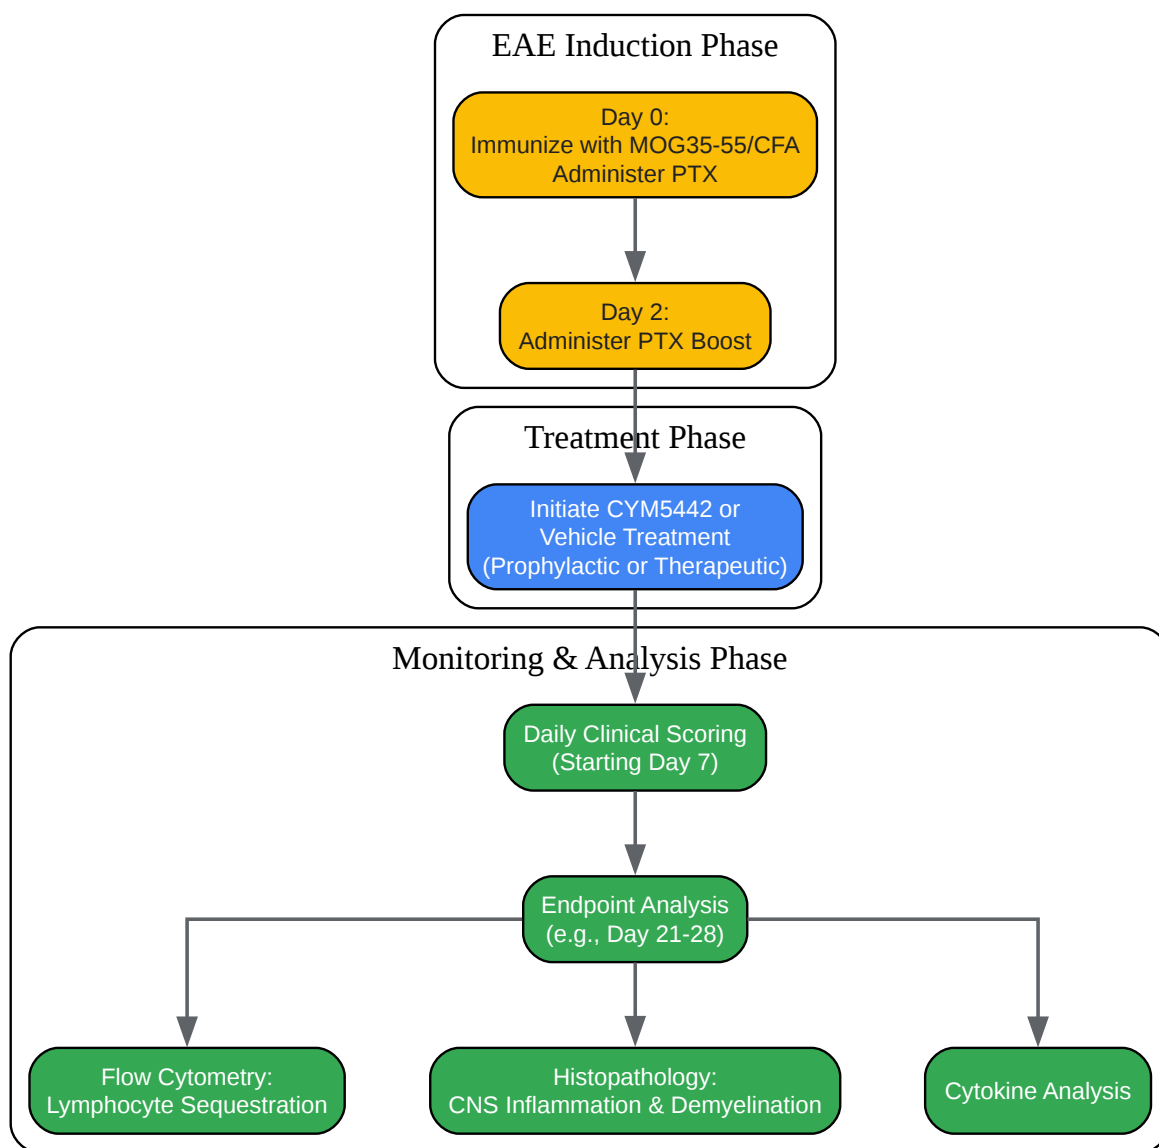 EAE Induction Phase
Day 0:
Immunize with MOG35-55/CFA
Administer PTX
Day 2:
Administer PTX Boost
Treatment Phase
Initiate CYM5442 or
Vehicle Treatment
(Prophylactic or Therapeutic)
Monitoring & Analysis Phase
Daily Clinical Scoring
(Starting Day 7)
Endpoint Analysis
(e.g., Day 21-28)
Flow Cytometry:
Lymphocyte Sequestration
Histopathology:
CNS Inflammation & Demyelination
Cytokine Analysis